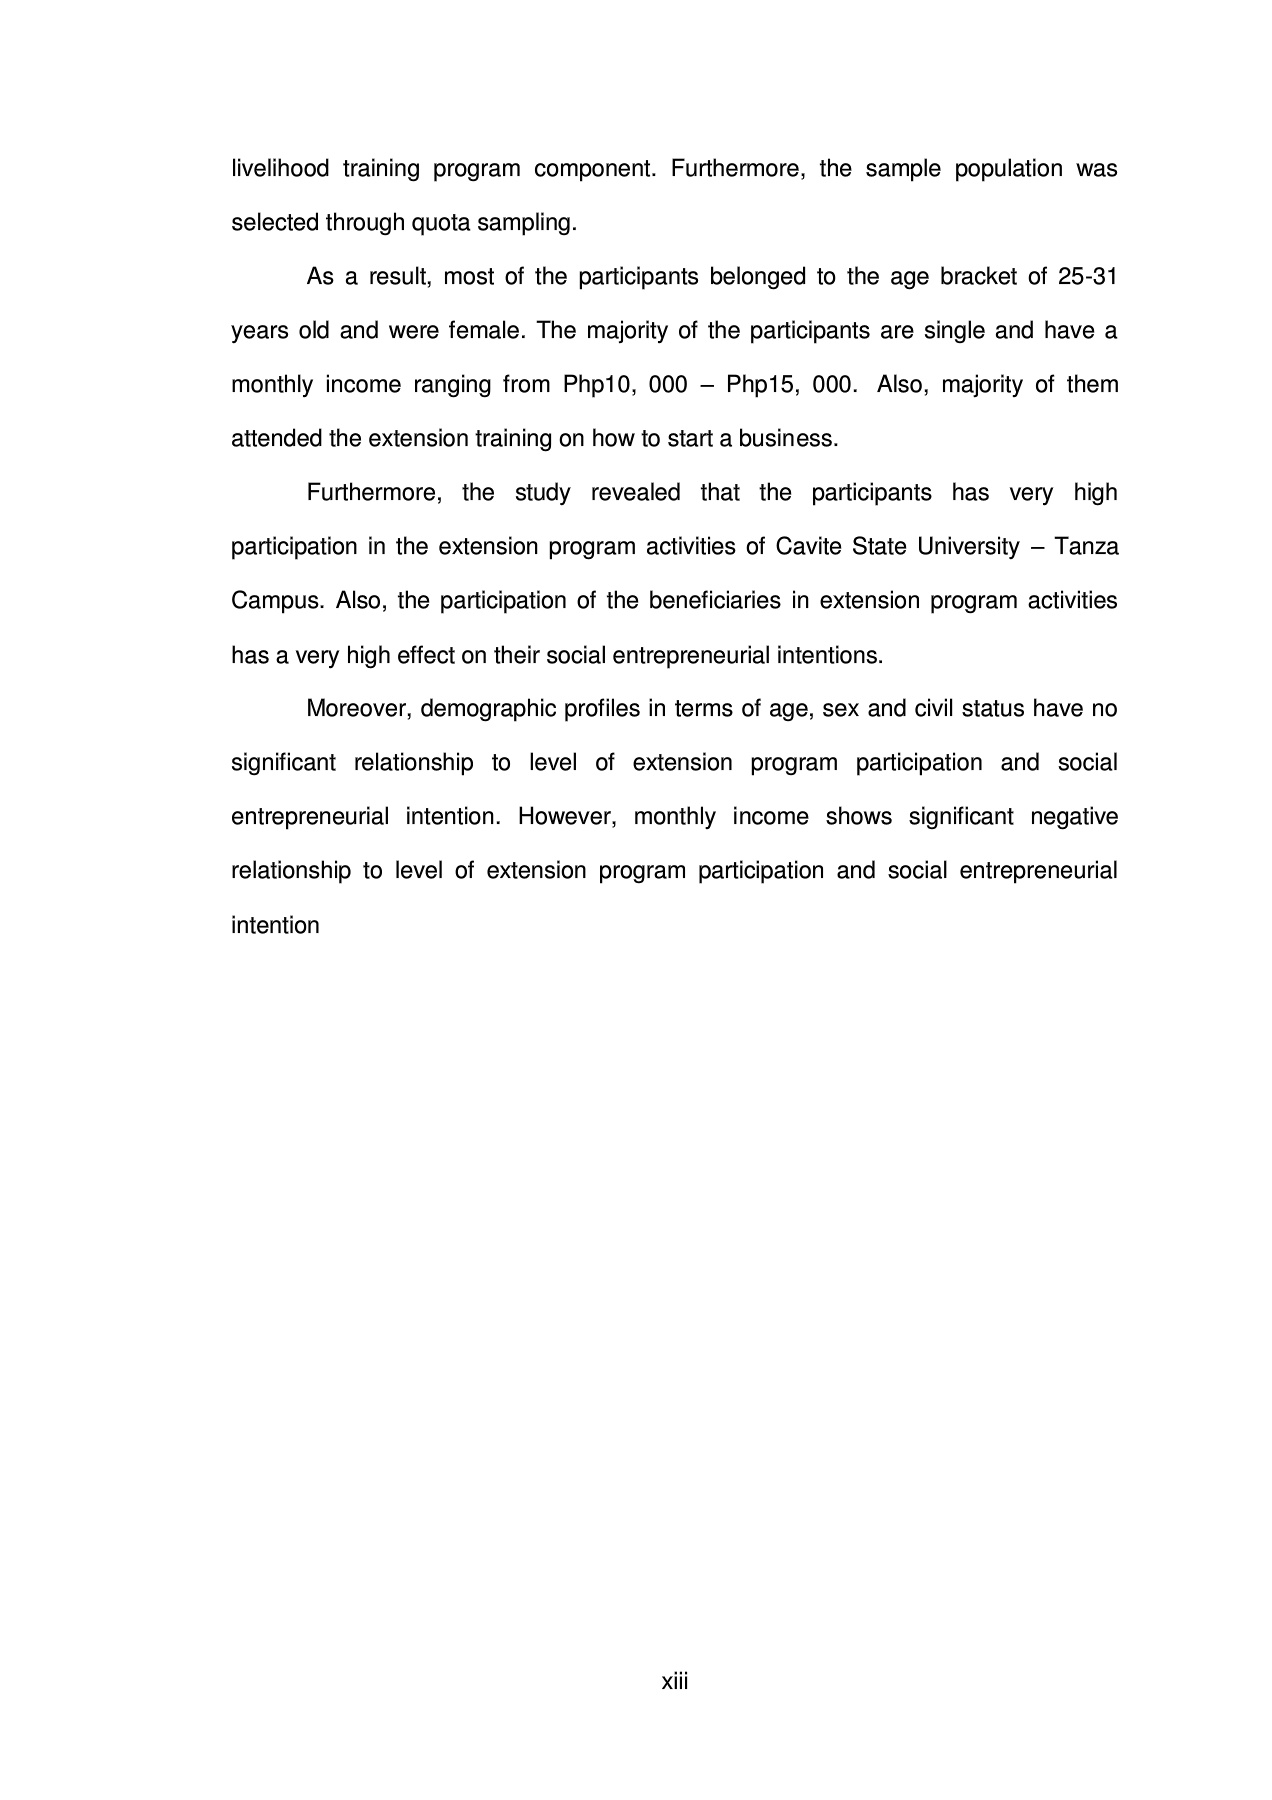 livelihood training program component. Furthermore, the sample population was
selected through quota sampling.
As a result, most of the participants belonged to the age bracket of 25-31
years old and were female. The majority of the participants are single and have a
monthly income ranging from Php10, 000 – Php15, 000. Also, majority of them
attended the extension training on how to start a business.
Furthermore, the study revealed that the participants has very high
participation in the extension program activities of Cavite State University – Tanza
Campus. Also, the participation of the beneficiaries in extension program activities
has a very high effect on their social entrepreneurial intentions.
Moreover, demographic profiles in terms of age, sex and civil status have no
significant relationship to level of extension program participation and social
entrepreneurial intention. However, monthly income shows significant negative
relationship to level of extension program participation and social entrepreneurial
intention
xiii